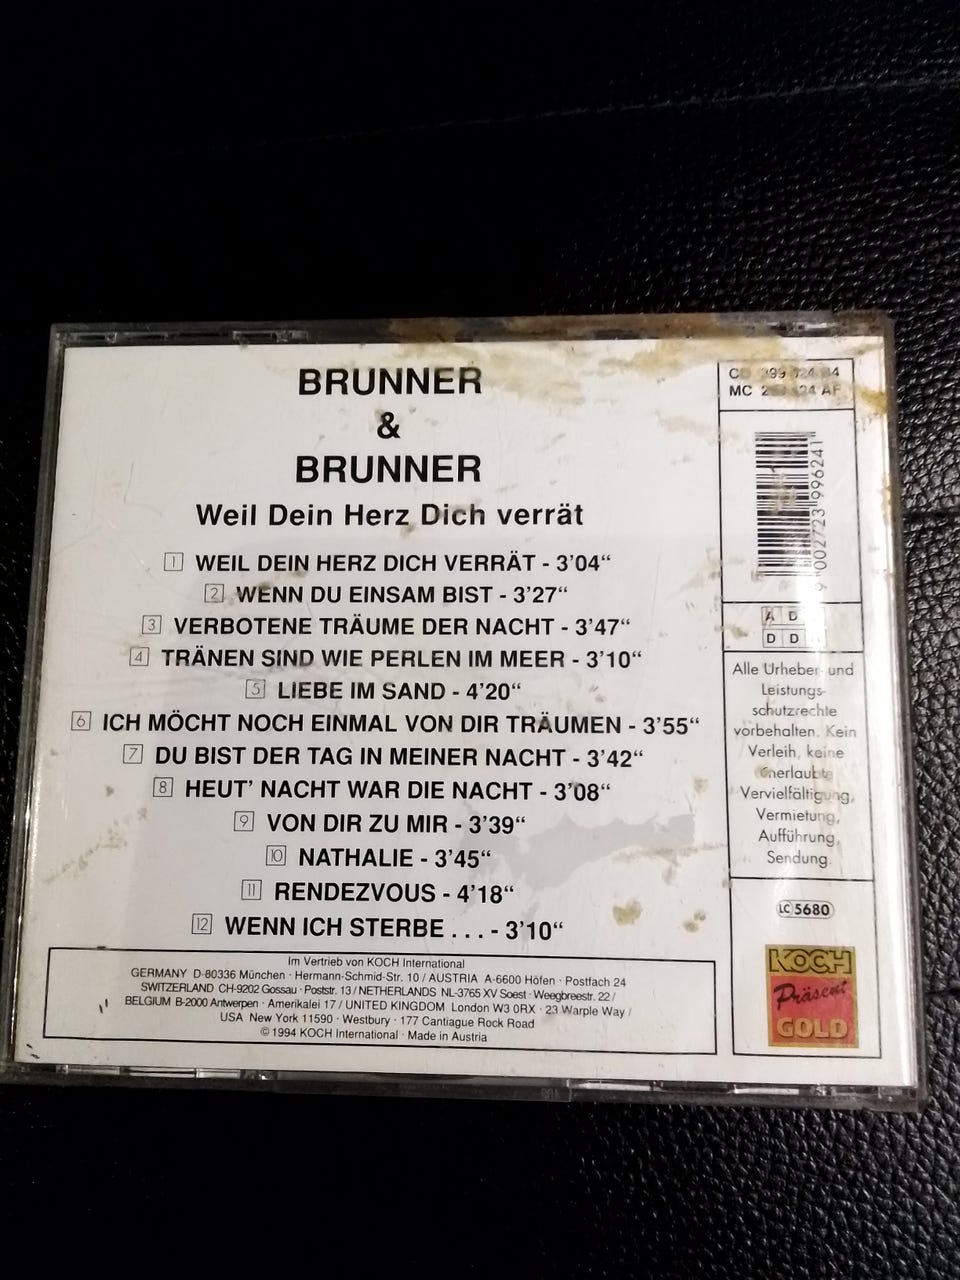 BRUNNER
&
BRUNNER
Weil Dein Herz Dich verrät
1 WEIL DEIN HERZ DICH VERRÄT - 3'04“
2 WENN DU EINSAM BIST - 3'27“
3 VERBOTENE TRÄUME DER NACHT - 3'47“
4 TRÄNEN SIND WIE PERLEN IM MEER - 3'10“
5 LIEBE IM SAND - 4'20“
6 ICH MÖCHT NOCH EINMAL VON DIR TRÄUMEN - 3'55“
7 DU BIST DER TAG IN MEINER NACHT - 3'42“
8 HEUT' NACHT WAR DIE NACHT - 3'08“
9 VON DIR ZU MIR - 3'39“
10 NATHALIE - 3'45“
11 RENDEZVOUS - 4'18“
12 WENN ICH STERBE . . . - 3'10“
Im Vertrieb von KOCH International
GERMANY D-80336 München · Hermann-Schmid-Str. 10 / AUSTRIA A-6600 Höfen · Postfach 24
SWITZERLAND CH-9202 Gossau · Poststr. 13 / NETHERLANDS NL-3765 XV Soest · Weegbreestr. 22 /
BELGIUM B-2000 Antwerpen · Amerikalei 17 / UNITED KINGDOM London W3 0RX · 23 Warple Way /
USA New York 11590 · Westbury · 177 Cantiague Rock Road
© 1994 KOCH International · Made in Austria
CD
MC AF
9 002723 996241
A D
D D
Alle Urheber- und
Leistungs-
schutzrechte
vorbehalten. Kein
Verleih, keine
unerlaubte
Vervielfältigung,
Vermietung,
Aufführung,
Sendung.
LC 5680
KOCH
Präsent
GOLD